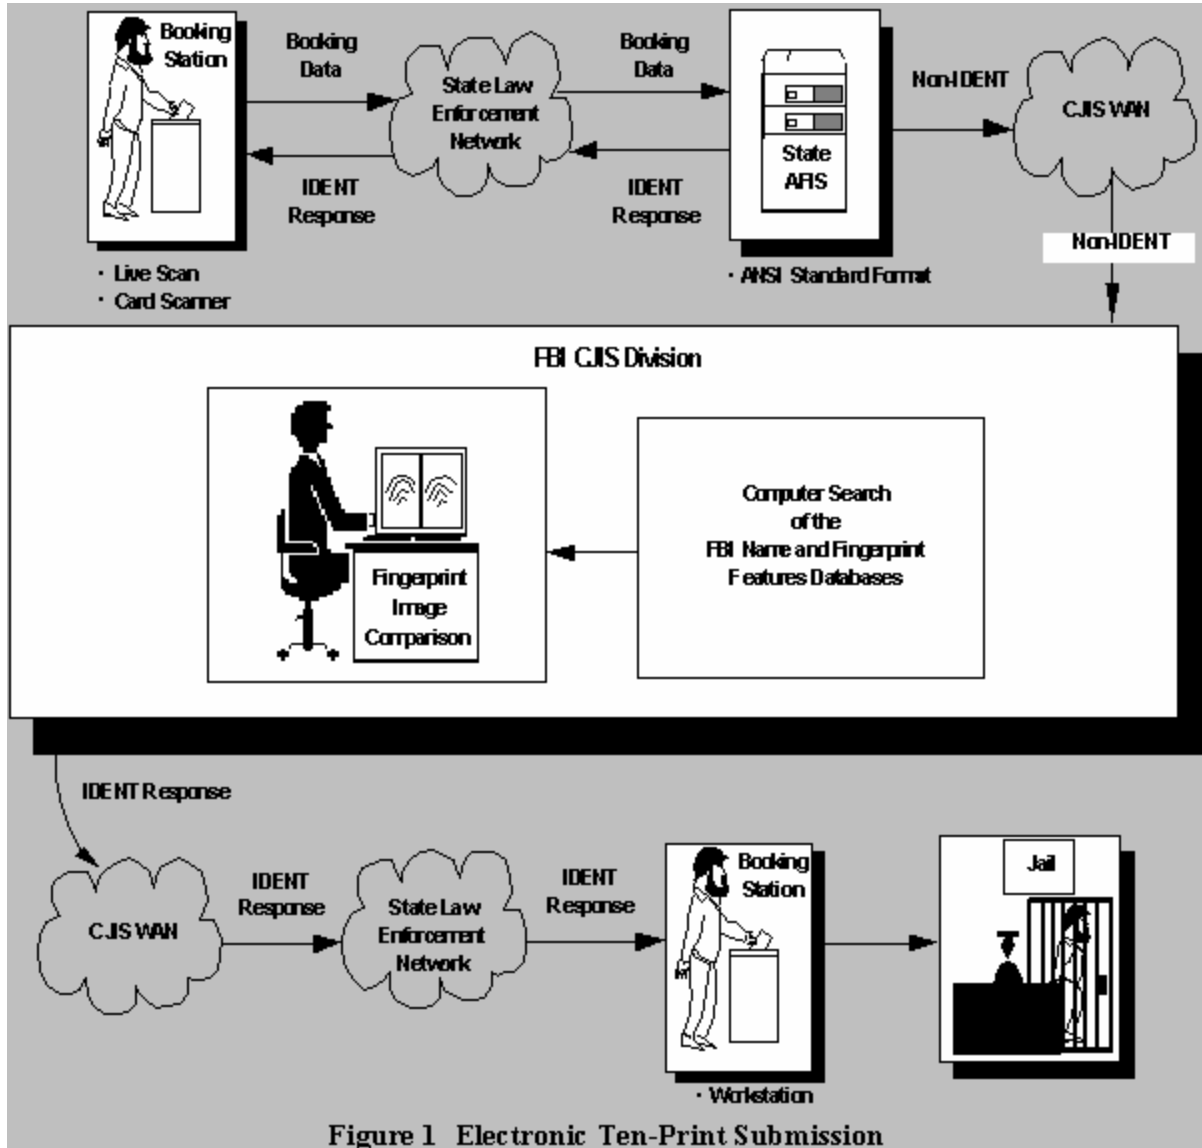 Booking
Station
Booking
Data
State Law
Enforcement
Network
Booking
Data
IDENT
Response
IDENT
Response
State
AFIS
Non-IDENT
CJIS WAN
Non-IDENT
· Live Scan
· Card Scanner
· ANSI Standard Format
FBI CJIS Division
Fingerprint
Image
Comparison
Computer Search
of the
FBI Name and Fingerprint
Features Databases
IDENT Response
CJIS WAN
IDENT
Response
State Law
Enforcement
Network
IDENT
Response
Booking
Station
· Workstation
Jail
Figure 1 Electronic Ten-Print Submission